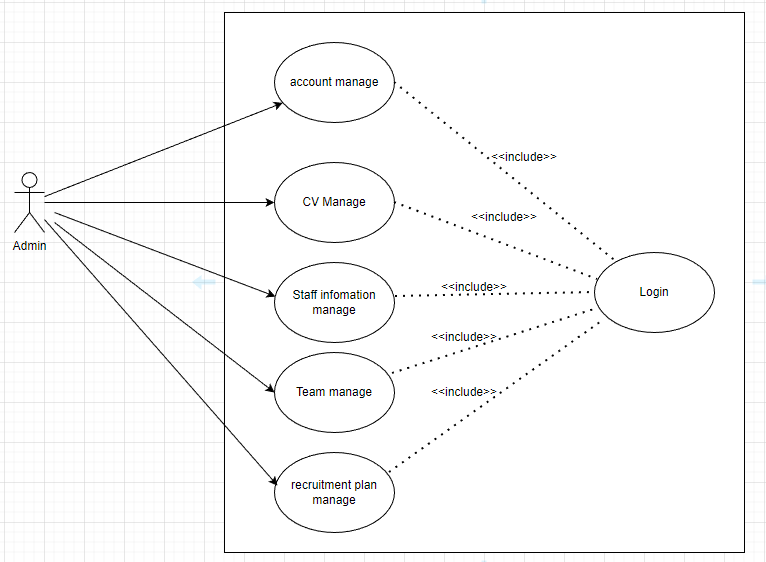 account manage
<<include>>
CV Manage
<<include>>
Admin
Staff infomation
manage
<<include>>
Login
<<include>>
Team manage
<<include>>
recruitment plan
manage